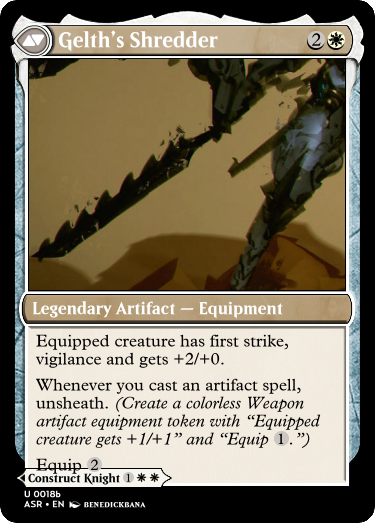 Gelth's Shredder 2
Legendary Artifact — Equipment
Equipped creature has first strike,
vigilance and gets +2/+0.
Whenever you cast an artifact spell,
unsheath. (Create a colorless Weapon
artifact equipment token with “Equipped
creature gets +1/+1” and “Equip 1.”)
Equip 2
Construct Knight 1
U 0018b
ASR • EN BENEDICKBANA